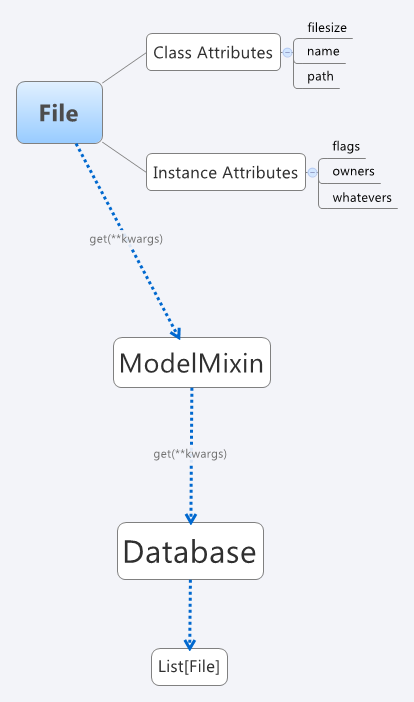 filesize
Class Attributes
name
path
File
flags
Instance Attributes
owners
whatevers
get(**kwargs)
ModelMixin
get(**kwargs)
Database
List[File]